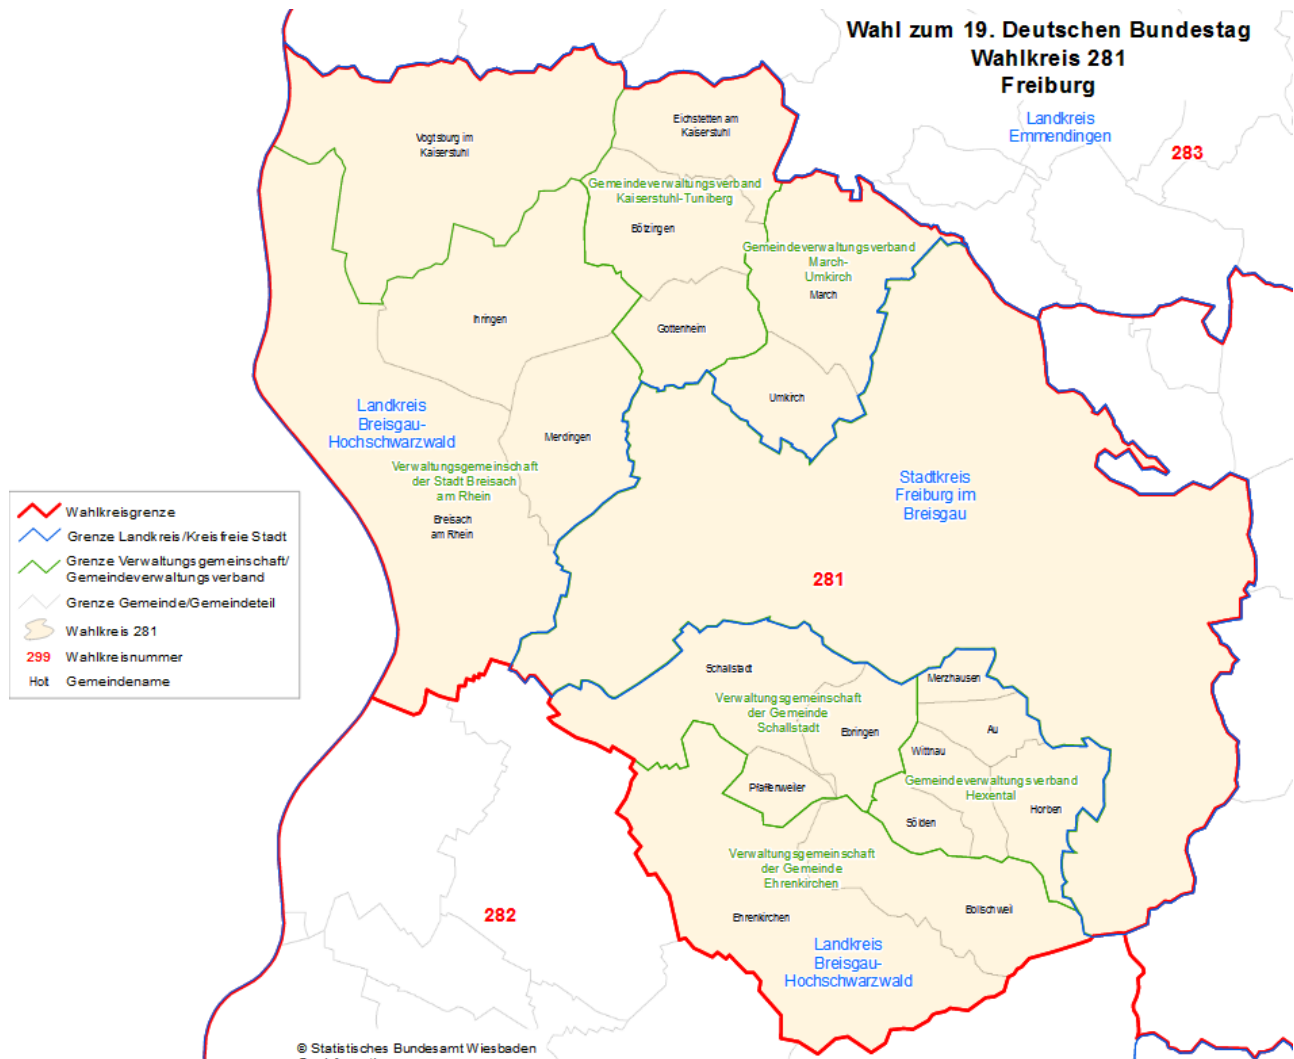 Wahl zum 19. Deutschen Bundestag
Wahlkreis 281
Freiburg
Landkreis
Emmendingen
283
Eichstetten am
Kaiserstuhl
Vogtsburg im
Kaiserstuhl
Gemeindeverwaltungsverband
Kaiserstuhl-Tuniberg
Bötzingen
Gemeindeverwaltungsverband
March-
Umkirch
March
Ihringen
Gottenheim
Umkirch
Landkreis
Breisgau-
Hochschwarzwald
Merdingen
Verwaltungsgemeinschaft
der Stadt Breisach
am Rhein
Breisach
am Rhein
Stadtkreis
Freiburg im
Breisgau
281
Wahlkreisgrenze
Grenze Landkreis/Kreisfreie Stadt
Grenze Verwaltungsgemeinschaft/
Gemeindeverwaltungsverband
Grenze Gemeinde/Gemeindeteil
Wahlkreis 281
299 Wahlkreisnummer
Hot Gemeindename
Schallstadt
Merzhausen
Verwaltungsgemeinschaft
der Gemeinde
Schallstadt
Ebringen
Au
Wittnau
Gemeindeverwaltungsverband
Hexental
Pfaffenweiler
Horben
Sölden
Verwaltungsgemeinschaft
der Gemeinde
Ehrenkirchen
Ehrenkirchen
Bollschweil
282
Landkreis
Breisgau-
Hochschwarzwald
© Statistisches Bundesamt Wiesbaden